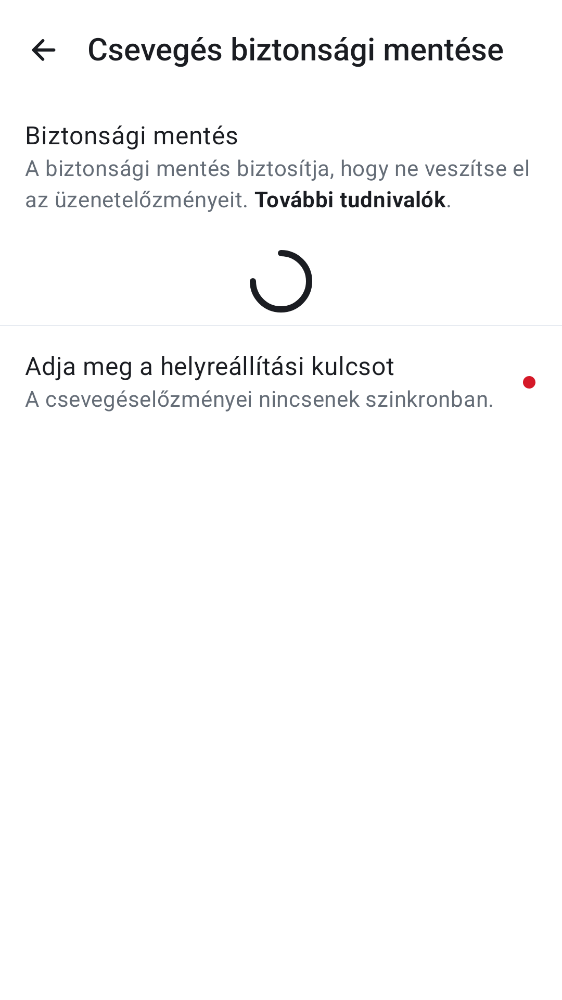 Csevegés biztonsági mentése
Biztonsági mentés
A biztonsági mentés biztosítja, hogy ne veszítse el
az üzenetelőzményeit. További tudnivalók.
Adja meg a helyreállítási kulcsot
A csevegéselőzményei nincsenek szinkronban.